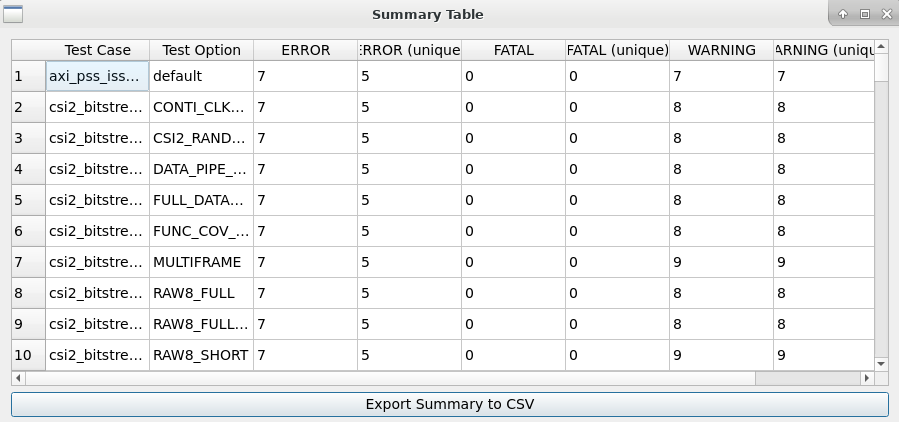 Summary Table
Test Case Test Option ERROR ERROR (unique FATAL FATAL (unique) WARNING ARNING (uniqu
1 axi_pss_iss... default 7 5 0 0 7 7
2 csi2_bitstre... CONTI_CLK... 7 5 0 0 8 8
3 csi2_bitstre... CSI2_RAND... 7 5 0 0 8 8
4 csi2_bitstre... DATA_PIPE_... 7 5 0 0 8 8
5 csi2_bitstre... FULL_DATA... 7 5 0 0 8 8
6 csi2_bitstre... FUNC_COV_... 7 5 0 0 8 8
7 csi2_bitstre... MULTIFRAME 7 5 0 0 9 9
8 csi2_bitstre... RAW8_FULL 7 5 0 0 8 8
9 csi2_bitstre... RAW8_FULL... 7 5 0 0 8 8
10 csi2_bitstre... RAW8_SHORT 7 5 0 0 9 9
Export Summary to CSV